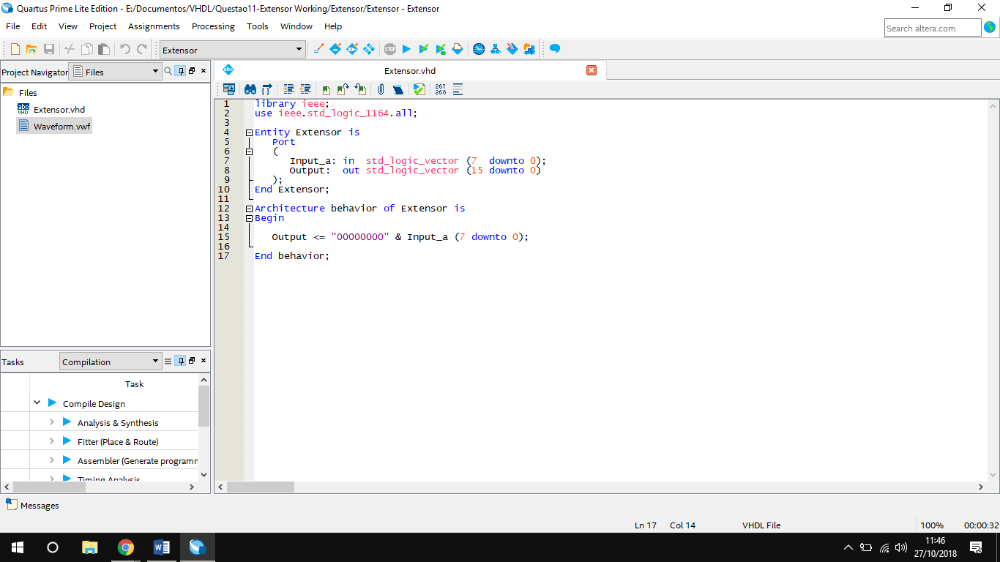 Quartus Prime Lite Edition - E:/Documentos/VHDL/Questao11-Extensor Working/Extensor/Extensor - Extensor
File Edit View Project Assignments Processing Tools Window Help
Search altera.com
Extensor
STOP
Project Navigator Files
Files
abc VHD Extensor.vhd
Waveform.vwf
abc Extensor.vhd
267
268
1 library ieee;
2 use ieee.std_logic_1164.all;
3
4 Entity Extensor is
5 Port
6 (
7 Input_a: in std_logic_vector (7 downto 0);
8 Output: out std_logic_vector (15 downto 0)
9 );
10 End Extensor;
11
12 Architecture behavior of Extensor is
13 Begin
14
15 Output <= "00000000" & Input_a (7 downto 0);
16
17 End behavior;
Tasks Compilation
Task
Compile Design
Analysis & Synthesis
Fitter (Place & Route)
Assembler (Generate programm
Timing Analysis
Messages
Ln 17 Col 14 VHDL File 100% 00:00:32
11:46
27/10/2018